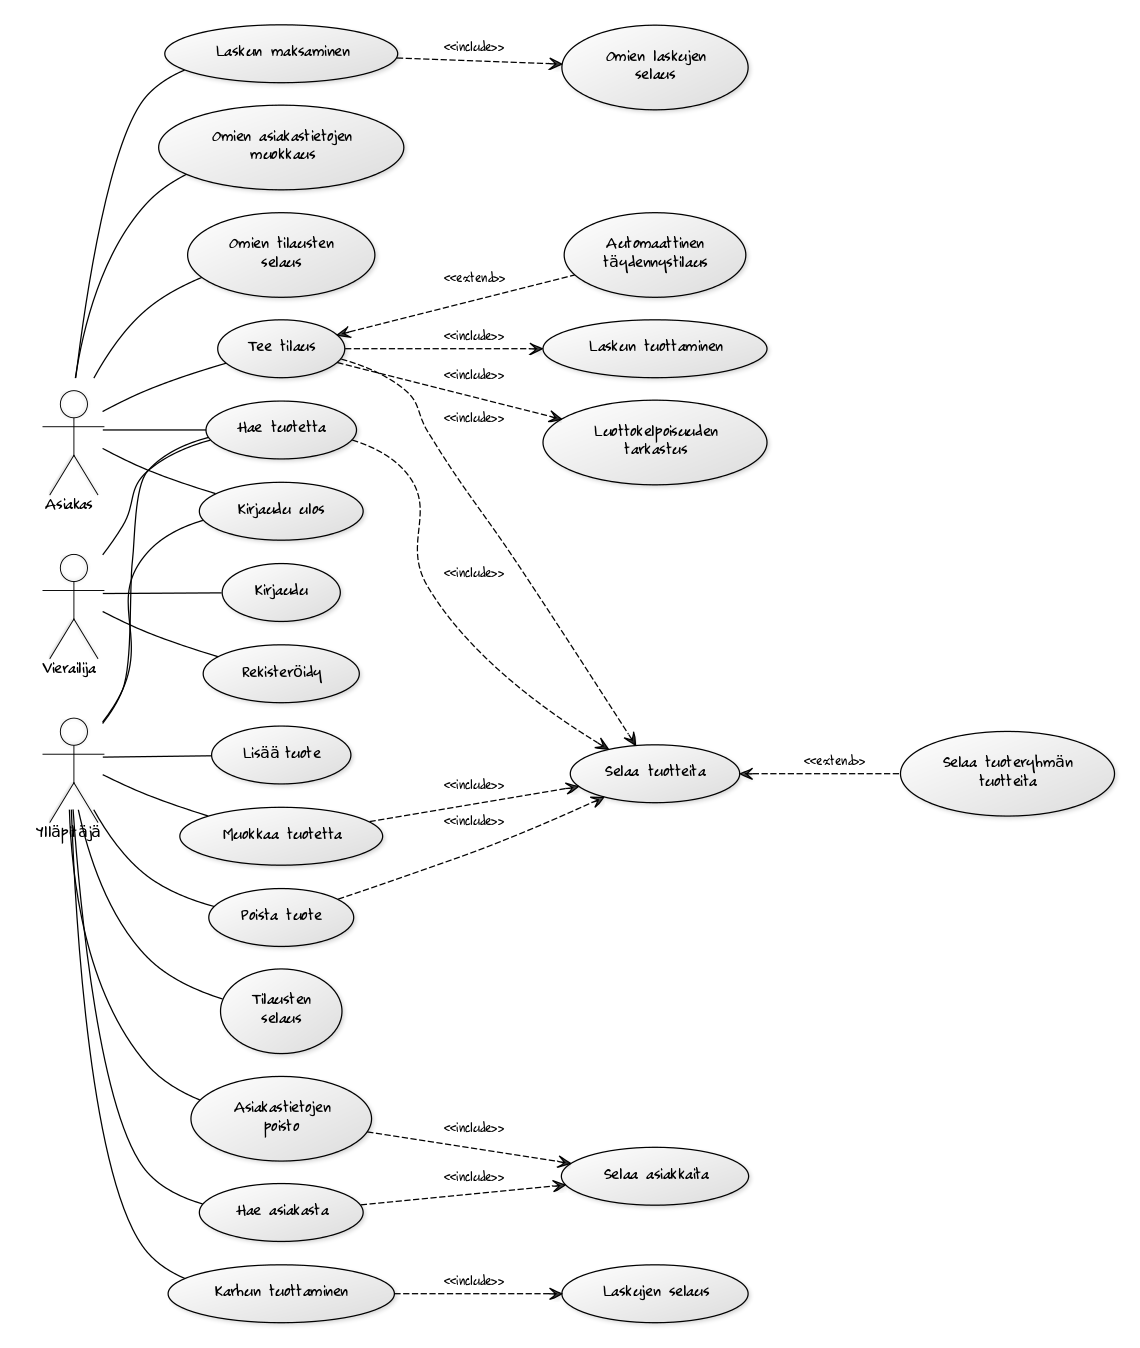 Laskun maksaminen
<<include>>
Omien laskujen
selaus
Omien asiakastietojen
muokkaus
Omien tilausten
selaus
Automaattinen
täydennystilaus
<<extend>>
Tee tilaus
<<include>>
Laskun tuottaminen
<<include>>
<<include>>
Luottokelpoisuuden
tarkastus
Hae tuotetta
Asiakas
Kirjaudu ulos
<<include>>
Kirjaudu
Vierailija
Rekisteröidy
Lisää tuote
Selaa tuotteita
<<extend>>
Selaa tuoteryhmän
tuotteita
<<include>>
<<include>>
Ylläpitäjä
Muokkaa tuotetta
Poista tuote
Tilausten
selaus
Asiakastietojen
poisto
<<include>>
<<include>>
Selaa asiakkaita
Hae asiakasta
Karhun tuottaminen
<<include>>
Laskujen selaus